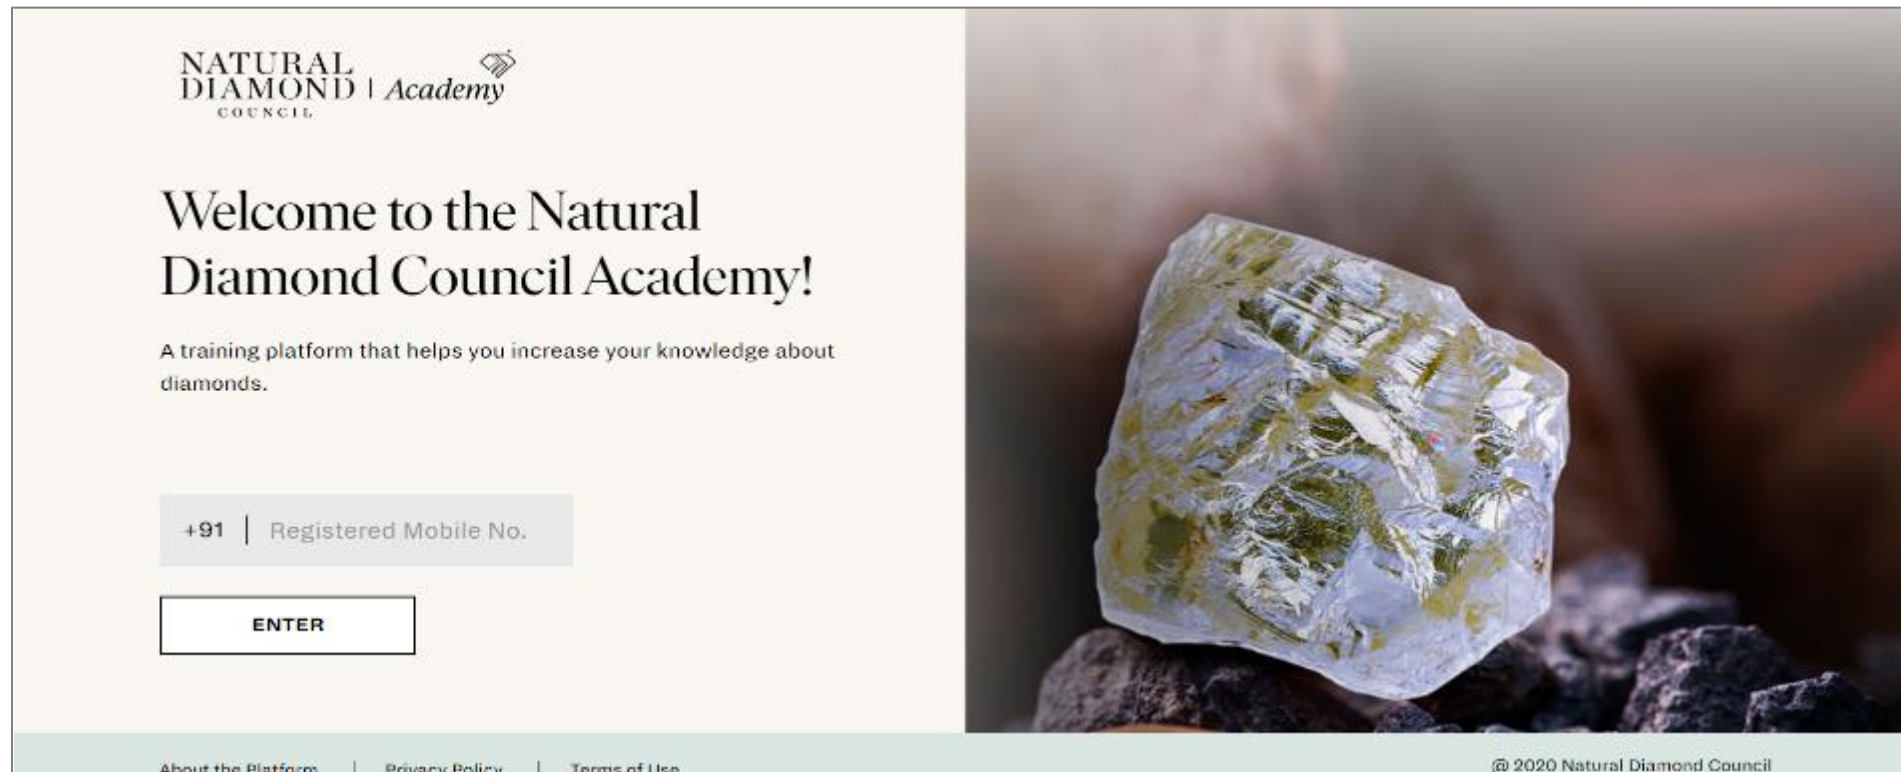 NATURAL
DIAMOND | Academy
COUNCIL
Welcome to the Natural
Diamond Council Academy!
A training platform that helps you increase your knowledge about
diamonds.
+91 | Registered Mobile No.
ENTER
About the Platform | Privacy Policy | Terms of Use
@ 2020 Natural Diamond Council